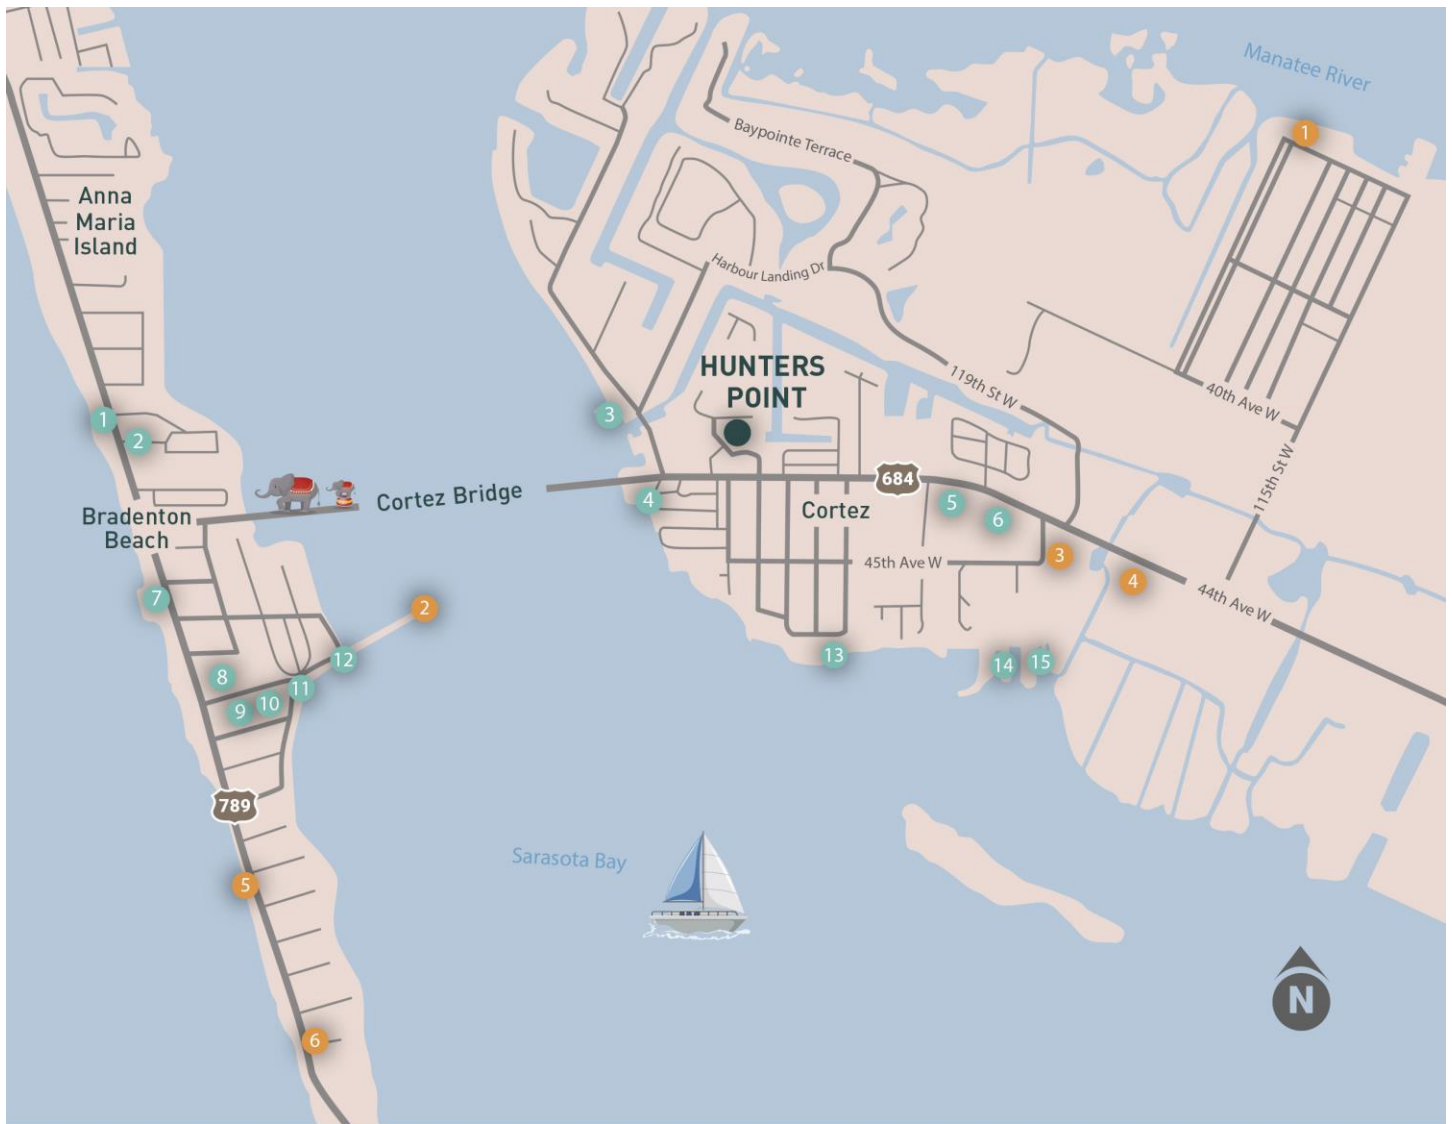 Manatee River
1
Baypointe Terrace
Anna
Maria
Island
Harbour Landing Dr
HUNTERS
POINT
119th St W
40th Ave W
1
2
3
115th St W
684
Cortez Bridge
4
Cortez
5
6
Bradenton
Beach
45th Ave W
3
4
44th Ave W
7
2
12
13
14
15
8
11
9
10
789
Sarasota Bay
5
N
6